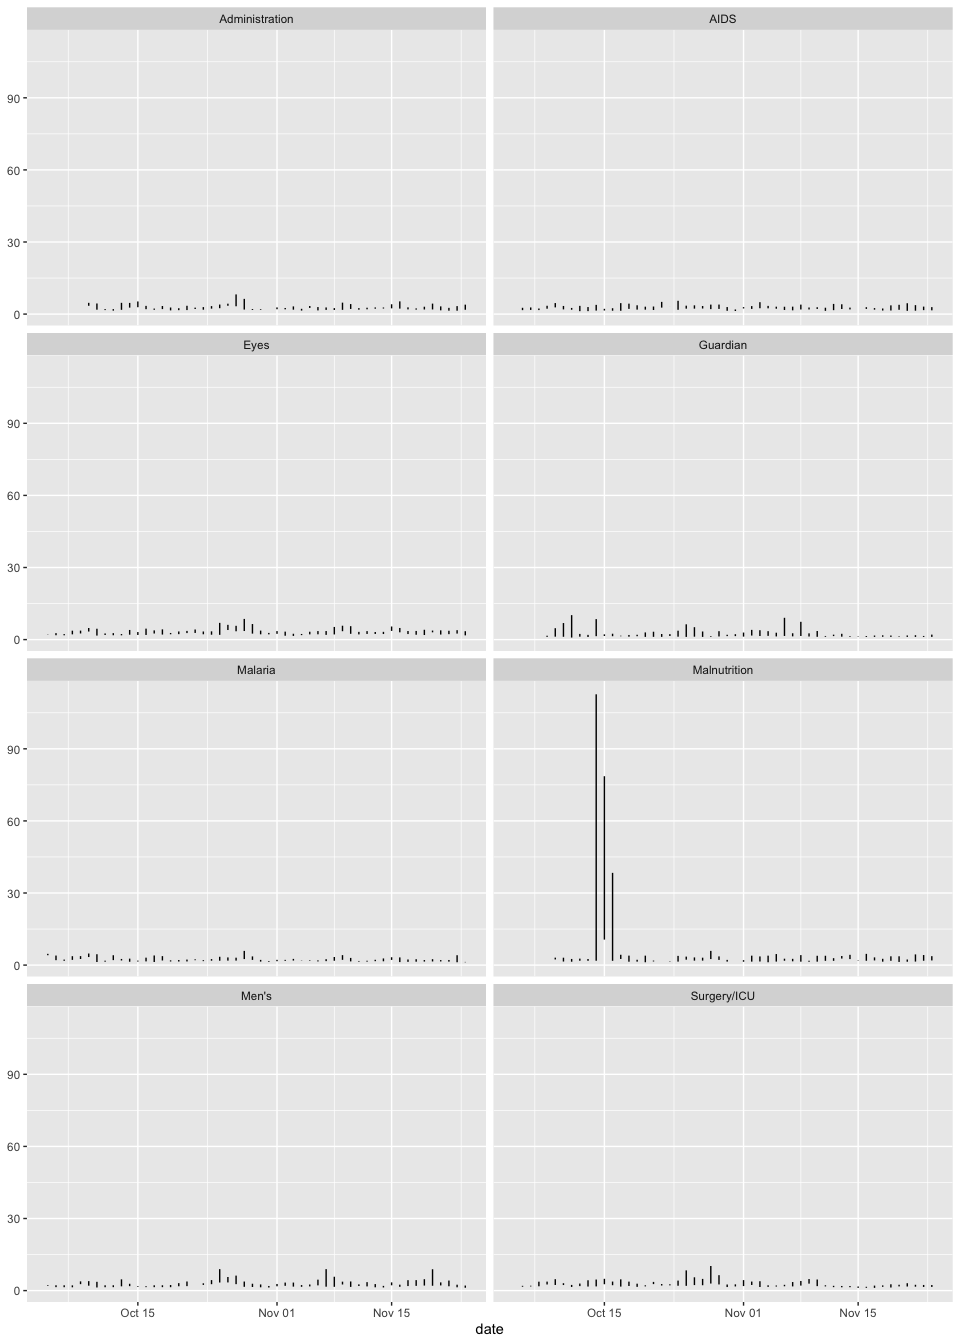 Administration
AIDS
90
60
30
0
Eyes
Guardian
90
60
30
0
Malaria
Malnutrition
90
60
30
0
Men's
Surgery/ICU
90
60
30
0
Oct 15 Nov 01 Nov 15
Oct 15 Nov 01 Nov 15
date